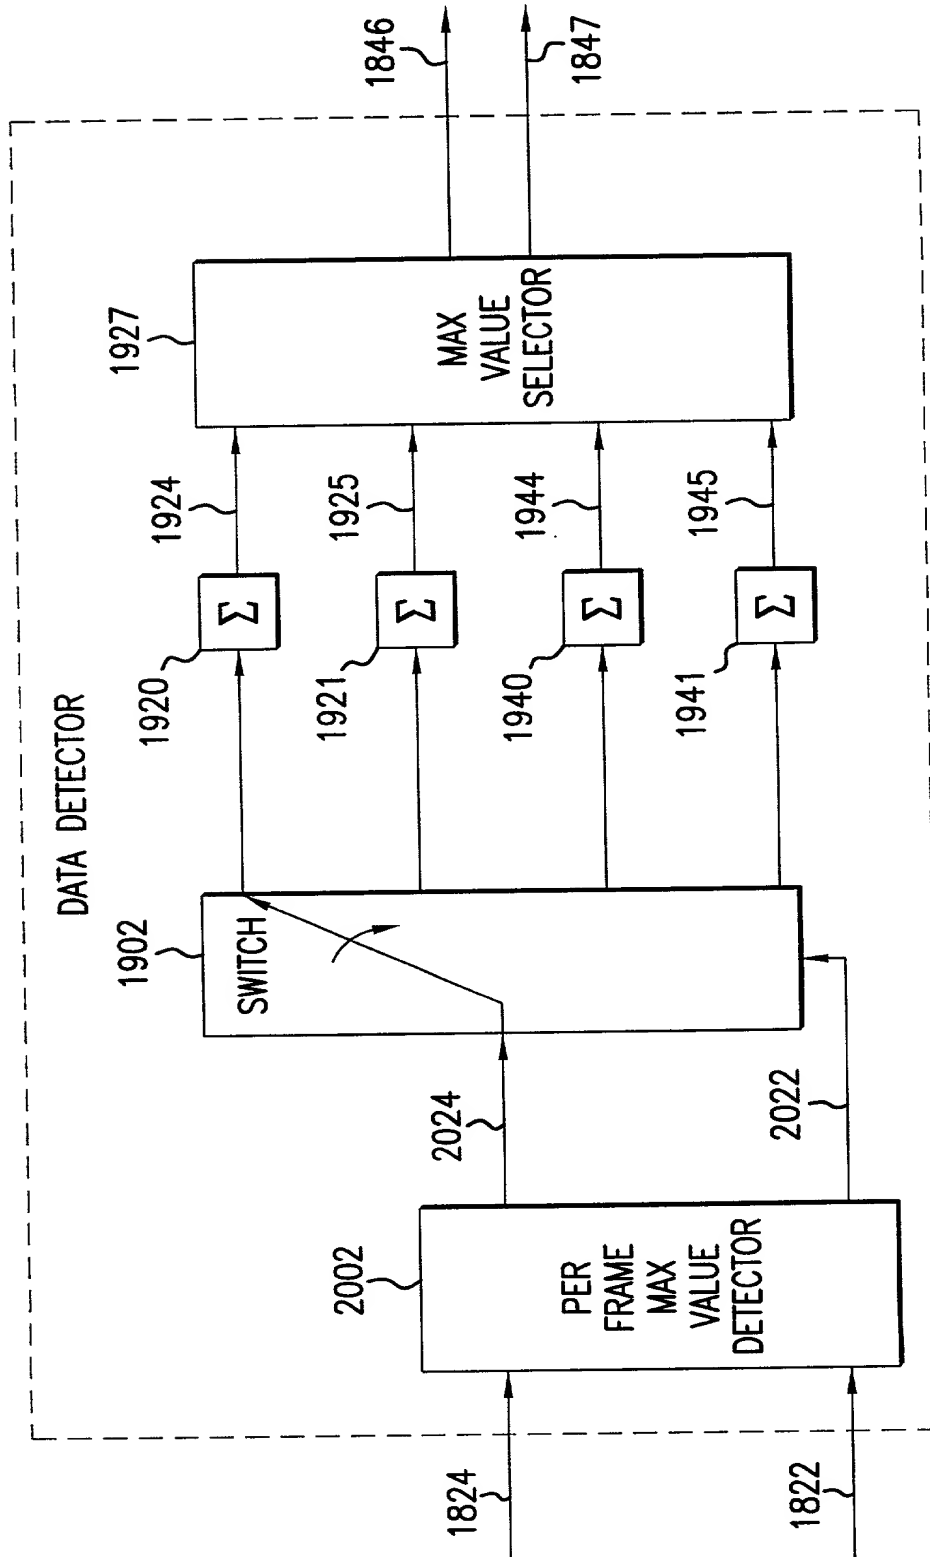 DATA DETECTOR
1824
1822
2002
PER
FRAME
MAX
VALUE
DETECTOR
2024
2022
1902
SWITCH
1920
Σ
1921
Σ
1940
Σ
1941
Σ
1924
1925
1944
1945
1927
MAX
VALUE
SELECTOR
1846
1847